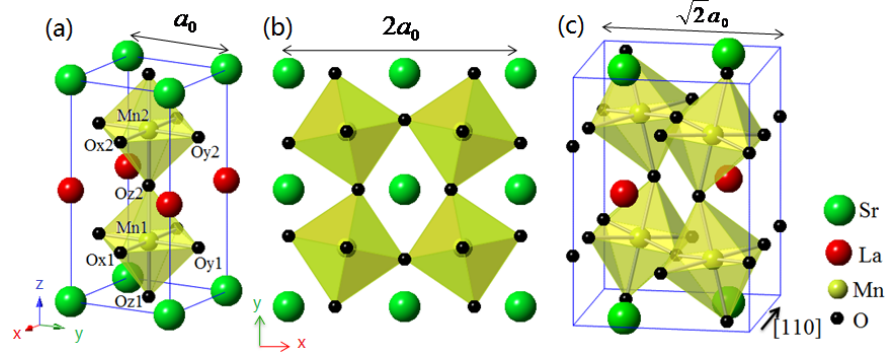 (a)
a₀
(b)
2a₀
(c)
√2a₀
Mn2
Ox2
Oy2
Oz2
Mn1
Ox1
Oy1
Oz1
z
x
y
y
x
[110]
Sr
La
Mn
O